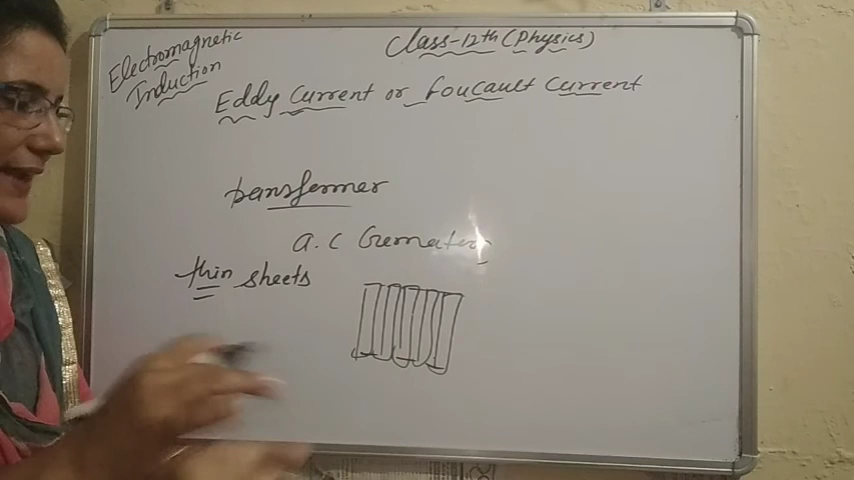 Electromagnetic
Induction
Class-12th (Physics)
Eddy Current or Foucault Current
transformer
a.c Generator
thin sheets